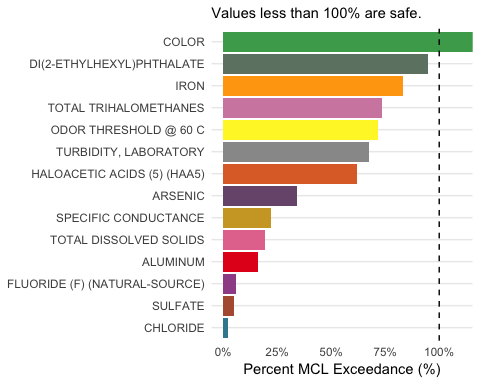 Values less than 100% are safe.
COLOR
DI(2-ETHYLHEXYL)PHTHALATE
IRON
TOTAL TRIHALOMETHANES
ODOR THRESHOLD @ 60 C
TURBIDITY, LABORATORY
HALOACETIC ACIDS (5) (HAA5)
ARSENIC
SPECIFIC CONDUCTANCE
TOTAL DISSOLVED SOLIDS
ALUMINUM
FLUORIDE (F) (NATURAL-SOURCE)
SULFATE
CHLORIDE
0% 25% 50% 75% 100%
Percent MCL Exceedance (%)